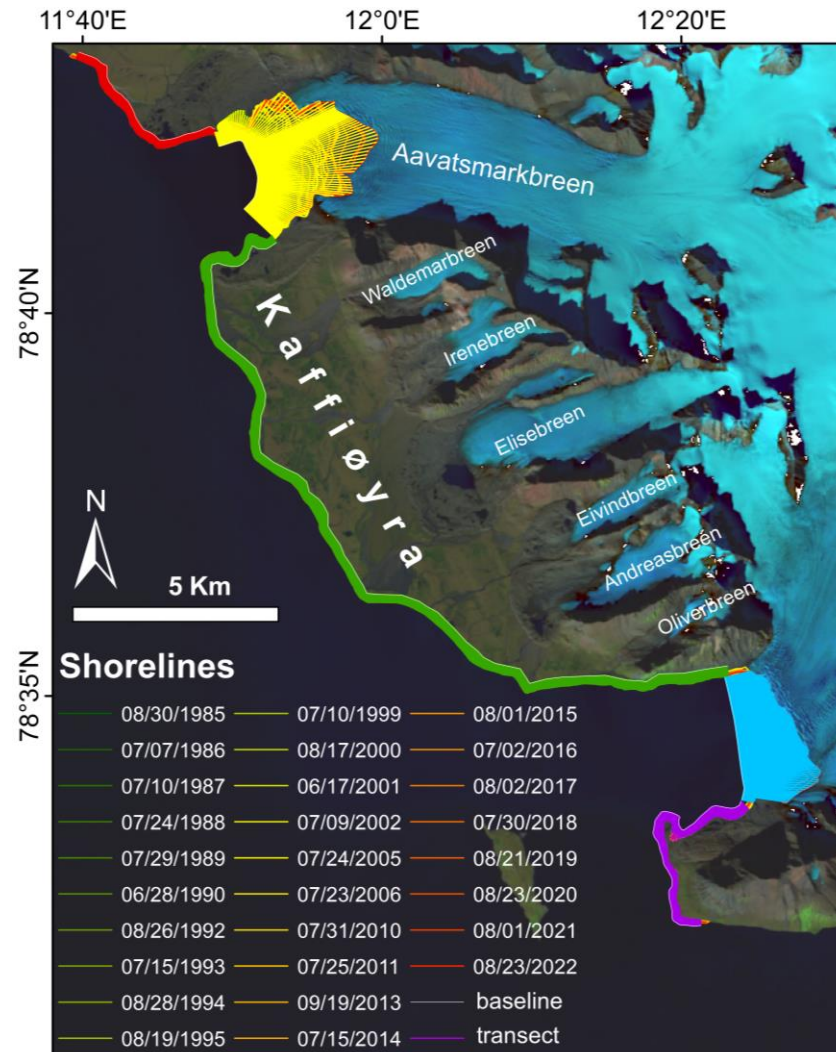 11°40'E 12°0'E 12°20'E
Aavatsmarkbreen
Waldemarbreen
78°40'N
Kaffiøyra
Irenebreen
Elisebreen
Eivindbreen
N
Andreasbreen
5 Km
Oliverbreen
78°35'N
Shorelines
08/30/1985 07/10/1999 08/01/2015
07/07/1986 08/17/2000 07/02/2016
07/10/1987 06/17/2001 08/02/2017
07/24/1988 07/09/2002 07/30/2018
07/29/1989 07/24/2005 08/21/2019
06/28/1990 07/23/2006 08/23/2020
08/26/1992 07/31/2010 08/01/2021
07/15/1993 07/25/2011 08/23/2022
08/28/1994 09/19/2013 baseline
08/19/1995 07/15/2014 transect